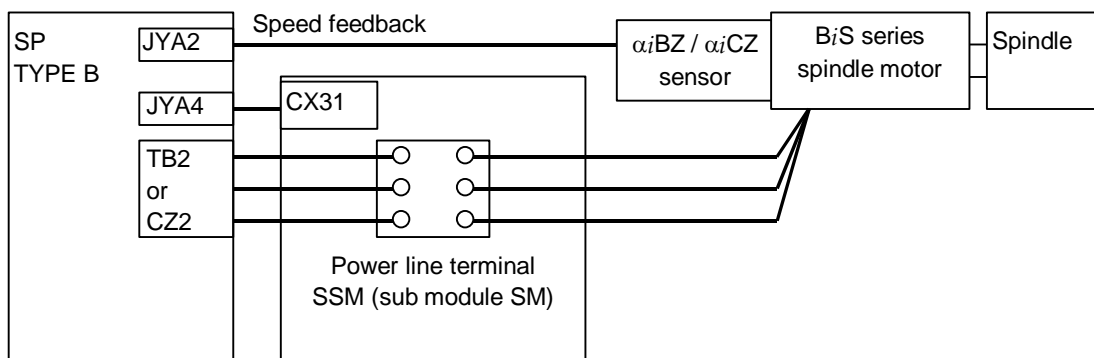 SP
TYPE B
JYA2
Speed feedback
αiBZ / αiCZ
sensor
BiS series
spindle motor
Spindle
JYA4
CX31
TB2
or
CZ2
Power line terminal
SSM (sub module SM)